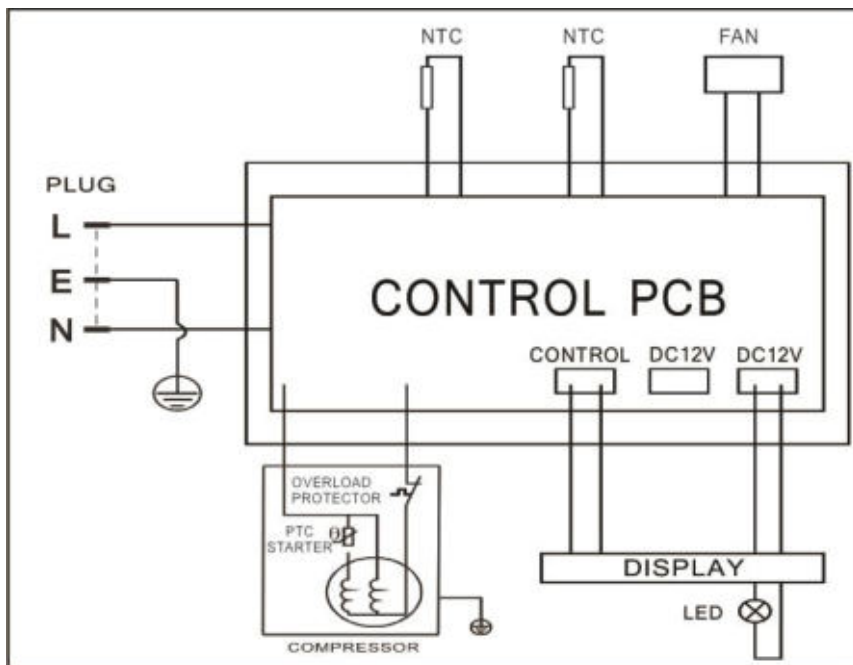 NTC
NTC
FAN
PLUG
L
E
N
CONTROL PCB
CONTROL
DC12V
DC12V
OVERLOAD
PROTECTOR
PTC
STARTER
θ
COMPRESSOR
DISPLAY
LED